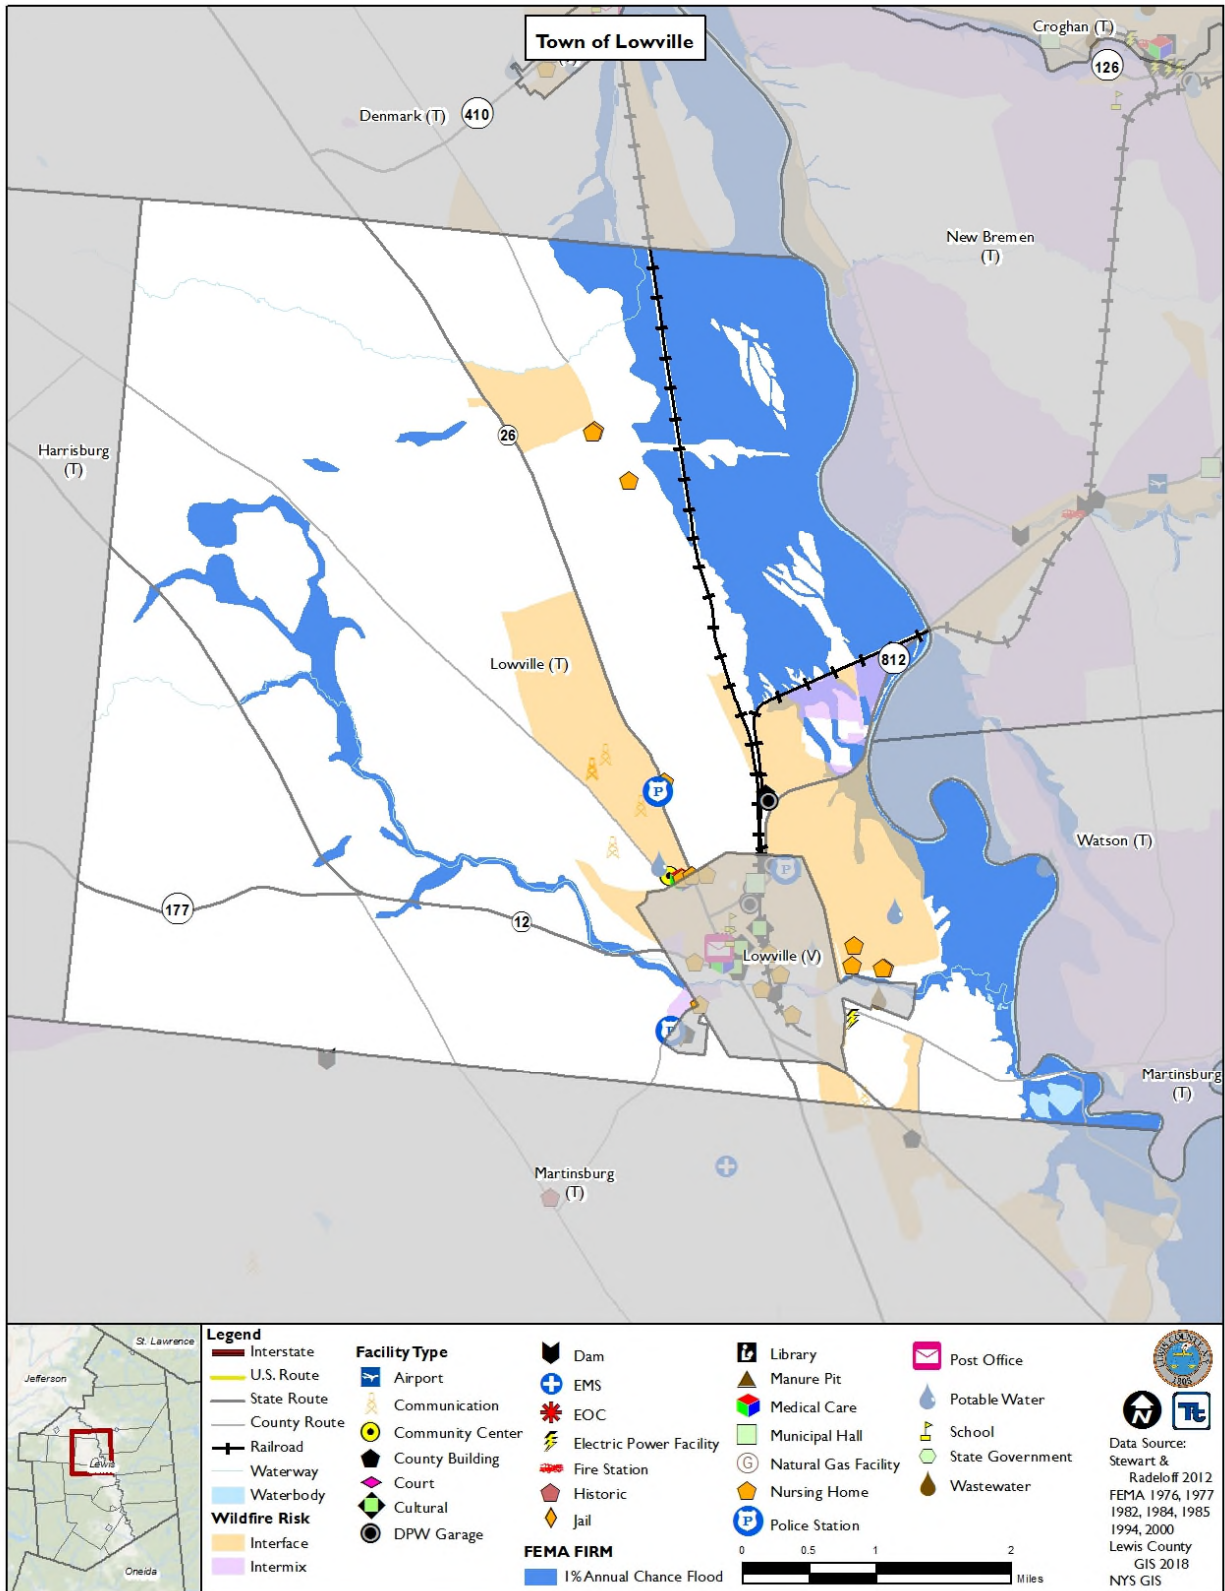 Town of Lowville
Croghan (T)
126
Denmark (T)
410
New Bremen
(T)
Harrisburg
(T)
26
Lowville (T)
812
Watson (T)
177
12
Lowville (V)
Martinsburg
(T)
Martinsburg
(T)
P
P
P
St. Lawrence
Jefferson
Lewis
Oneida
Legend
Interstate
U.S. Route
State Route
County Route
Railroad
Waterway
Waterbody
Wildfire Risk
Interface
Intermix
Facility Type
Airport
Communication
Community Center
County Building
Court
Cultural
DPW Garage
Dam
EMS
EOC
Electric Power Facility
Fire Station
Historic
Jail
FEMA FIRM
1% Annual Chance Flood
Library
Manure Pit
Medical Care
Municipal Hall
G Natural Gas Facility
Nursing Home
P Police Station
0 0.5 1 2
Miles
Post Office
Potable Water
School
State Government
Wastewater
1805
N
Tt
Data Source:
Stewart &
Radeloff 2012
FEMA 1976, 1977
1982, 1984, 1985
1994, 2000
Lewis County
GIS 2018
NYS GIS